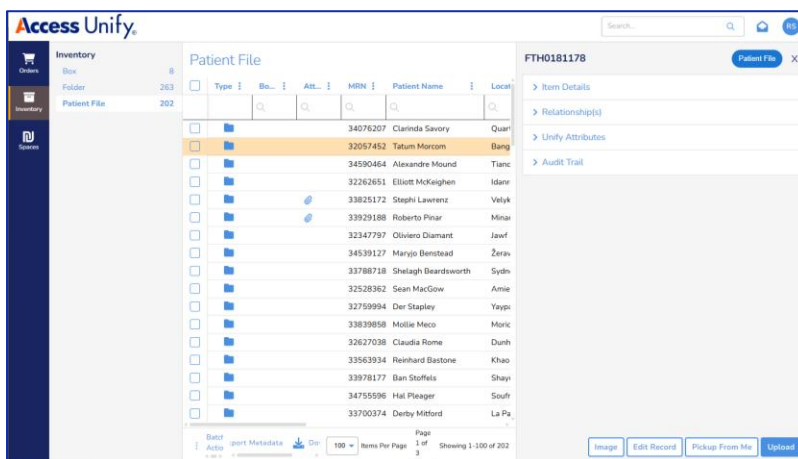 Access Unify
Search...
RS
Orders
Inventory
Spaces
Inventory
Box 8
Folder 263
Patient File 202
Patient File
Type Bo... Att... MRN Patient Name Locat
34076207 Clarinda Savory Quart
32057452 Tatum Morcom Bang
34590464 Alexandre Mound Tianc
32262651 Elliott McKeighen Idanr
33825172 Stephi Lawrenz Velyk
33929188 Roberto Pinar Minar
32347797 Oliviero Diamant Jawf
34539127 Maryjo Benstead Žerav
33788718 Shelagh Beardsworth Sydn
32528362 Sean MacGow Amie
32759994 Der Stapley Yaypa
33839858 Mollie Meco Moric
32627038 Claudia Rome Dunh
33563934 Reinhard Bastone Khao
33978177 Ban Stoffels Shay
34755596 Hal Pleager Soufr
33700374 Derby Mitford La Pa
Batch
Actio
port Metadata
Do
100 Items Per Page
Page
1 of
3
Showing 1-100 of 202
FTH0181178 Patient File X
Item Details
Relationship(s)
Unify Attributes
Audit Trail
Image Edit Record Pickup From Me Upload